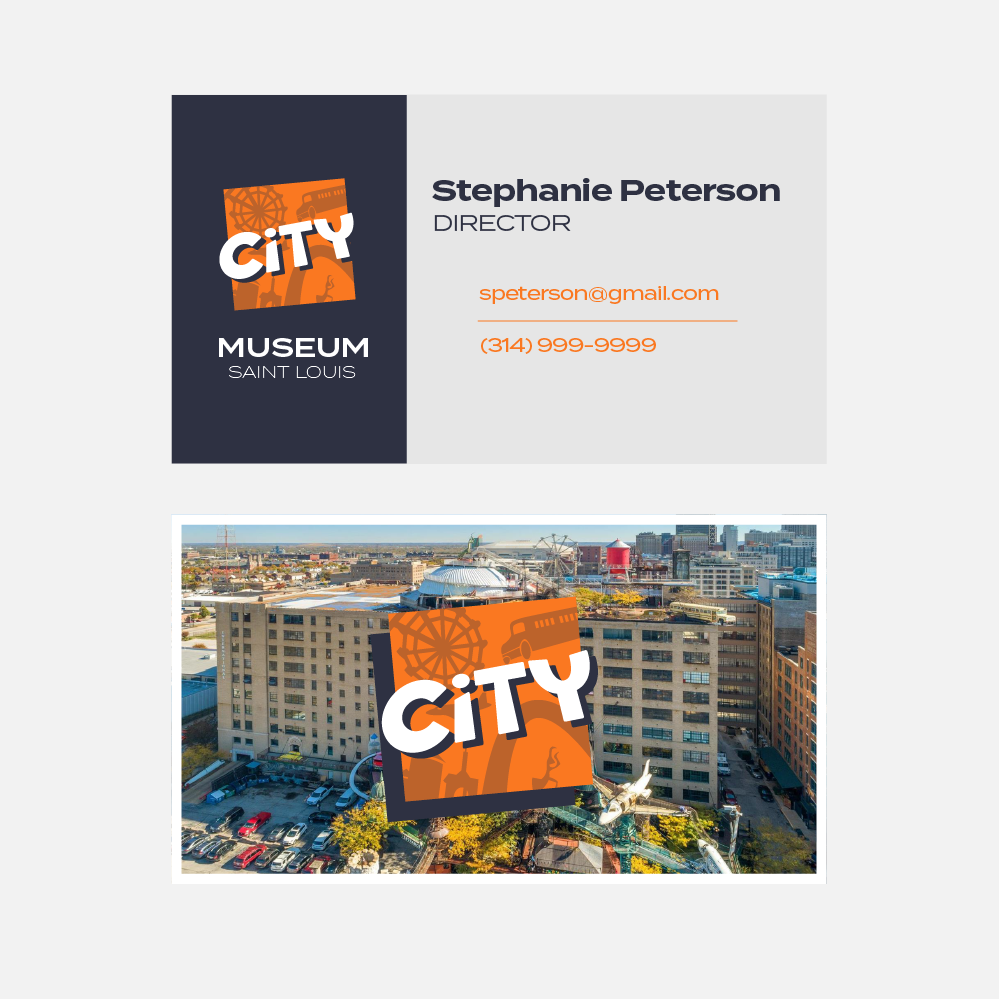 CiTY
MUSEUM
SAINT LOUIS
Stephanie Peterson
DIRECTOR
speterson@gmail.com
(314) 999-9999
CiTY